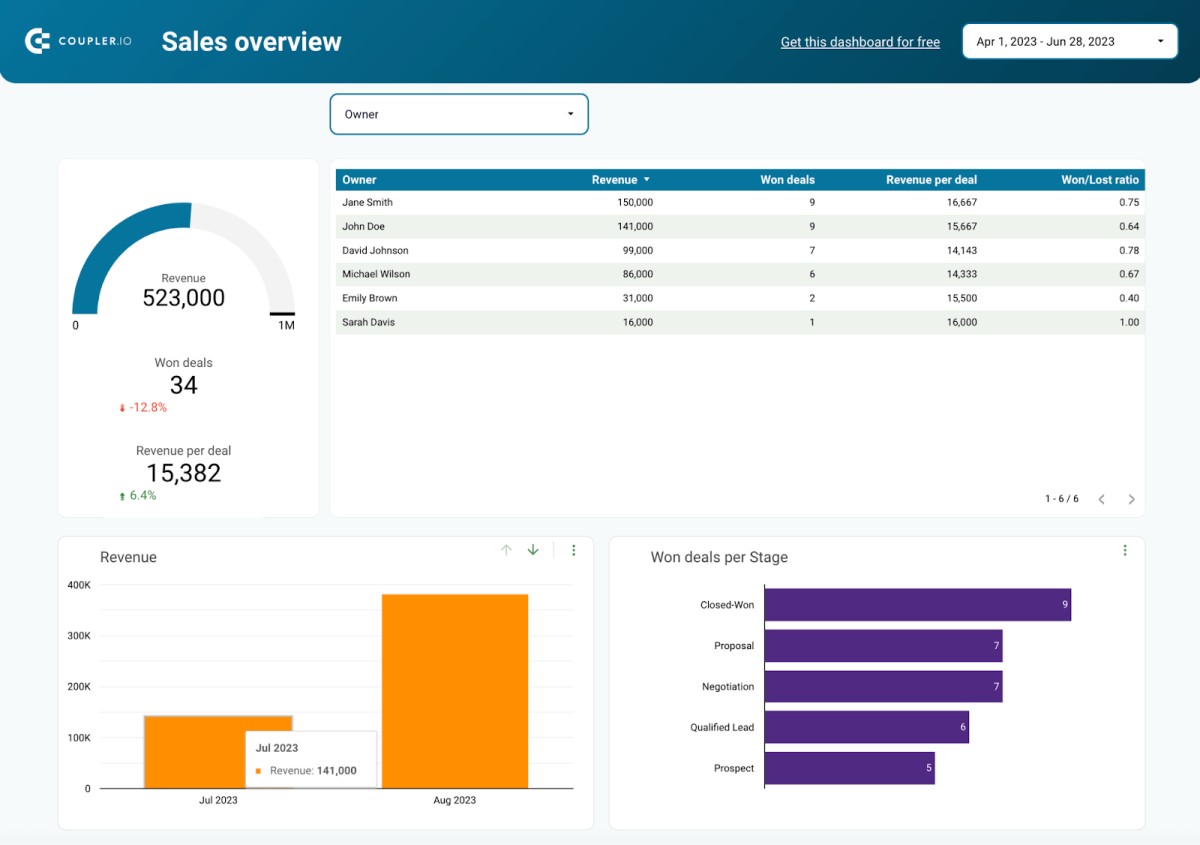 COUPLER.IO
Sales overview
Get this dashboard for free
Apr 1, 2023 - Jun 28, 2023
Owner
Revenue
523,000
0 1M
Won deals
34
-12.8%
Revenue per deal
15,382
6.4%
Owner Revenue Won deals Revenue per deal Won/Lost ratio
Jane Smith 150,000 9 16,667 0.75
John Doe 141,000 9 15,667 0.64
David Johnson 99,000 7 14,143 0.78
Michael Wilson 86,000 6 14,333 0.67
Emily Brown 31,000 2 15,500 0.40
Sarah Davis 16,000 1 16,000 1.00
1 - 6 / 6
Revenue
400K
300K
200K
100K
0
Jul 2023
Revenue: 141,000
Jul 2023 Aug 2023
Won deals per Stage
Closed-Won 9
Proposal 7
Negotiation 7
Qualified Lead 6
Prospect 5